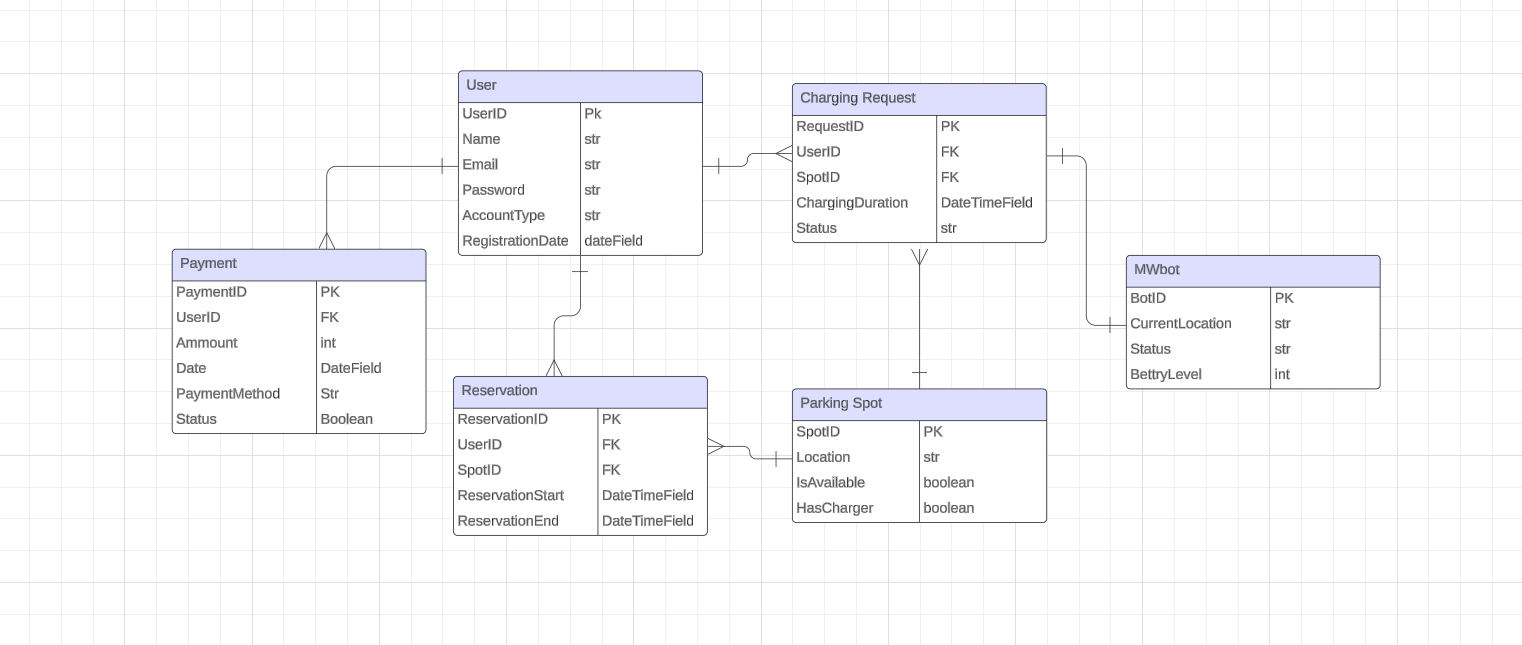 User
UserID Pk
Name str
Email str
Password str
AccountType str
RegistrationDate dateField
Charging Request
RequestID PK
UserID FK
SpotID FK
ChargingDuration DateTimeField
Status str
Payment
PaymentID PK
UserID FK
Ammount int
Date DateField
PaymentMethod Str
Status Boolean
MWbot
BotID PK
CurrentLocation str
Status str
BettryLevel int
Reservation
ReservationID PK
UserID FK
SpotID FK
ReservationStart DateTimeField
ReservationEnd DateTimeField
Parking Spot
SpotID PK
Location str
IsAvailable boolean
HasCharger boolean